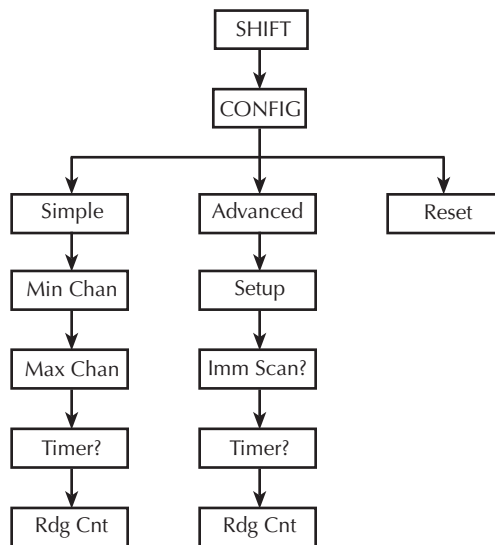 SHIFT
CONFIG
Simple
Advanced
Reset
Min Chan
Setup
Max Chan
Imm Scan?
Timer?
Timer?
Rdg Cnt
Rdg Cnt